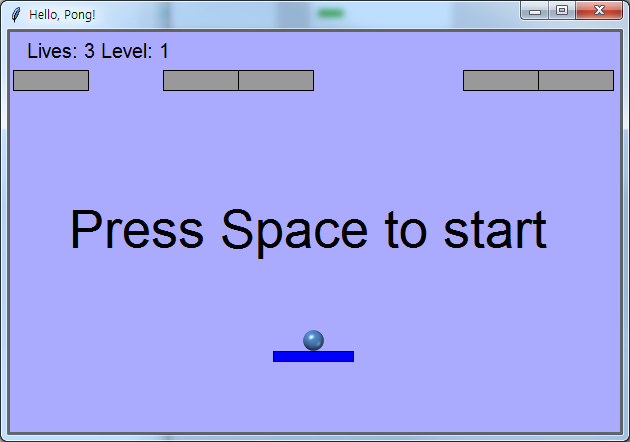 Hello, Pong!
Lives: 3 Level: 1
Press Space to start